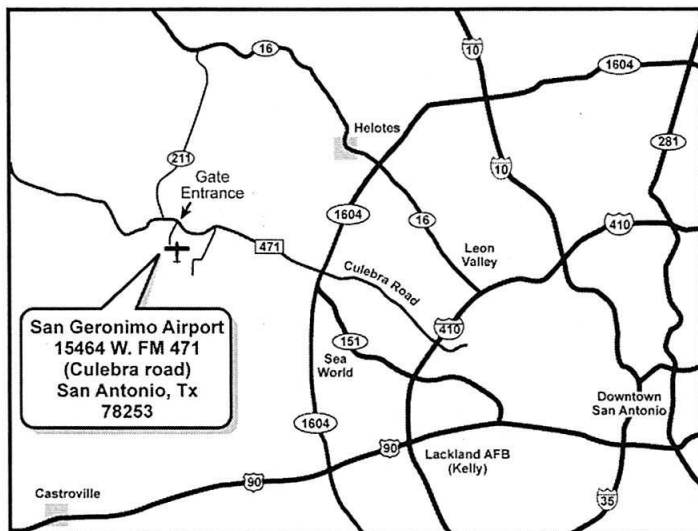 16
10
1604
Helotes
281
211
10
Gate
Entrance
1604
16
410
Leon
Valley
471
Culebra Road
San Geronimo Airport
15464 W. FM 471
(Culebra road)
San Antonio, Tx
78253
410
151
Sea
World
Downtown
San Antonio
1604
90
Lackland AFB
(Kelly)
90
Castroville
35